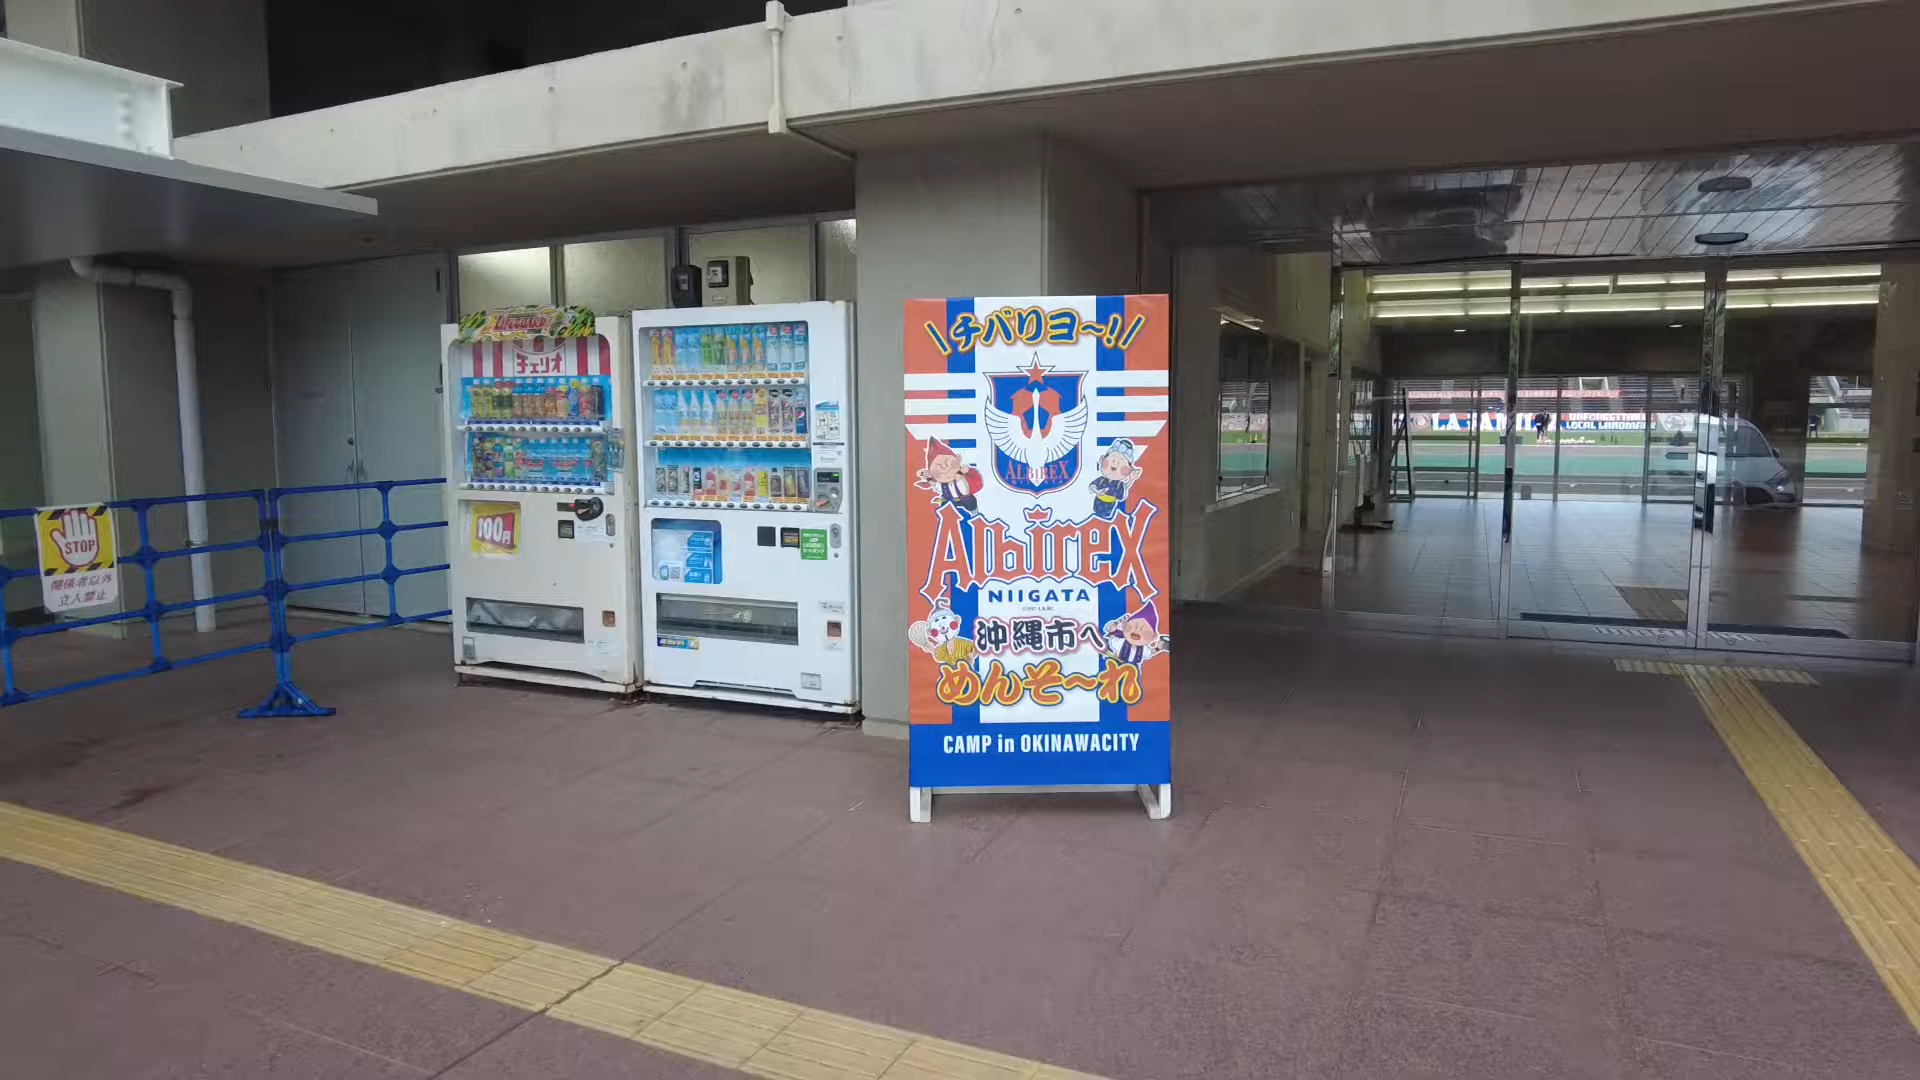 STOP
関係者以外
立入禁止
チェリオ
100円
チバリヨ〜!
ALBIREX
NIIGATA
ALBIREX
NIIGATA
沖縄市へ
めんそ〜れ
CAMP in OKINAWACITY
UNFORGETTABLE
LOCAL LANDMARK